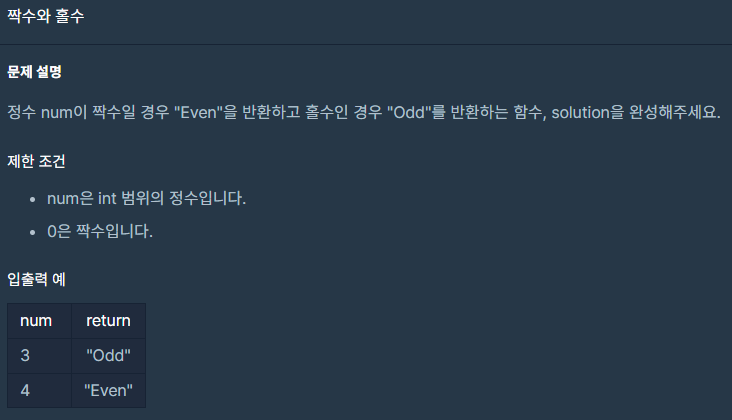 짝수와 홀수
문제 설명
정수 num이 짝수일 경우 "Even"을 반환하고 홀수인 경우 "Odd"를 반환하는 함수, solution을 완성해주세요.
제한 조건
• num은 int 범위의 정수입니다.
• 0은 짝수입니다.
입출력 예
num return
3 "Odd"
4 "Even"